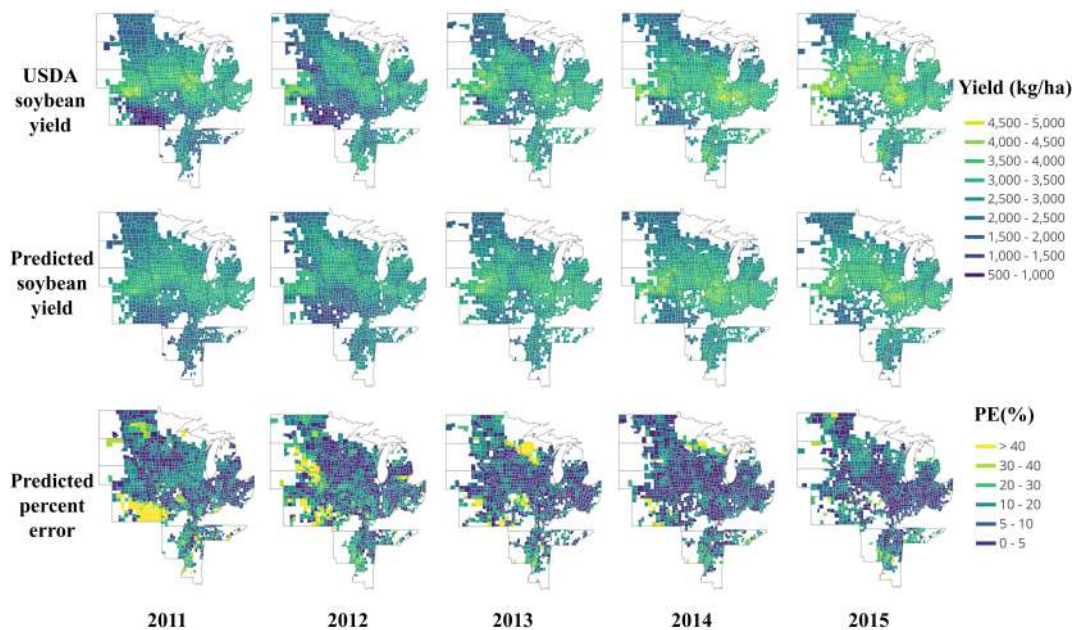 USDA
soybean
yield
Yield (kg/ha)
4,500 - 5,000
4,000 - 4,500
3,500 - 4,000
3,000 - 3,500
2,500 - 3,000
2,000 - 2,500
1,500 - 2,000
1,000 - 1,500
500 - 1,000
Predicted
soybean
yield
Predicted
percent
error
PE(%)
> 40
30 - 40
20 - 30
10 - 20
5 - 10
0 - 5
2011 2012 2013 2014 2015